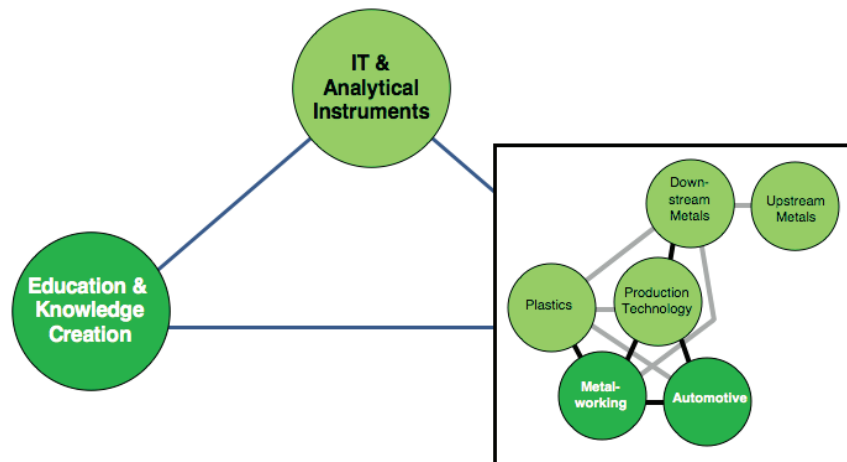 IT &
Analytical
Instruments
Down-
stream
Metals
Upstream
Metals
Education &
Knowledge
Creation
Plastics
Production
Technology
Metal-
working
Automotive